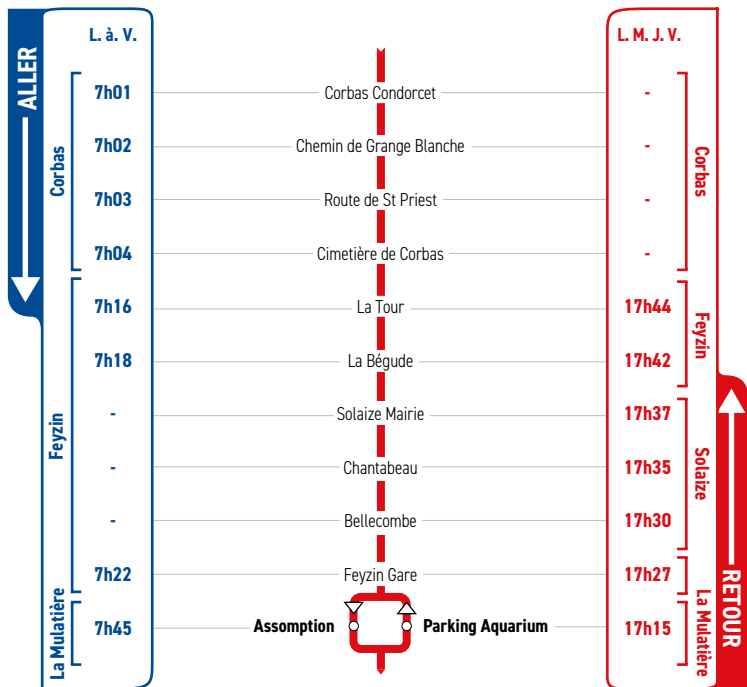 ALLER
L. à. V.
L. M. J. V.
Corbas
7h01 Corbas Condorcet -
7h02 Chemin de Grange Blanche -
7h03 Route de St Priest -
7h04 Cimetière de Corbas -
Corbas
Feyzin
7h16 La Tour 17h44
7h18 La Bégude 17h42
Feyzin
- Solaize Mairie 17h37
- Chantabeau 17h35
- Bellecombe 17h30
Solaize
7h22 Feyzin Gare 17h27
La Mulatière
7h45 Assomption Parking Aquarium 17h15
La Mulatière
RETOUR